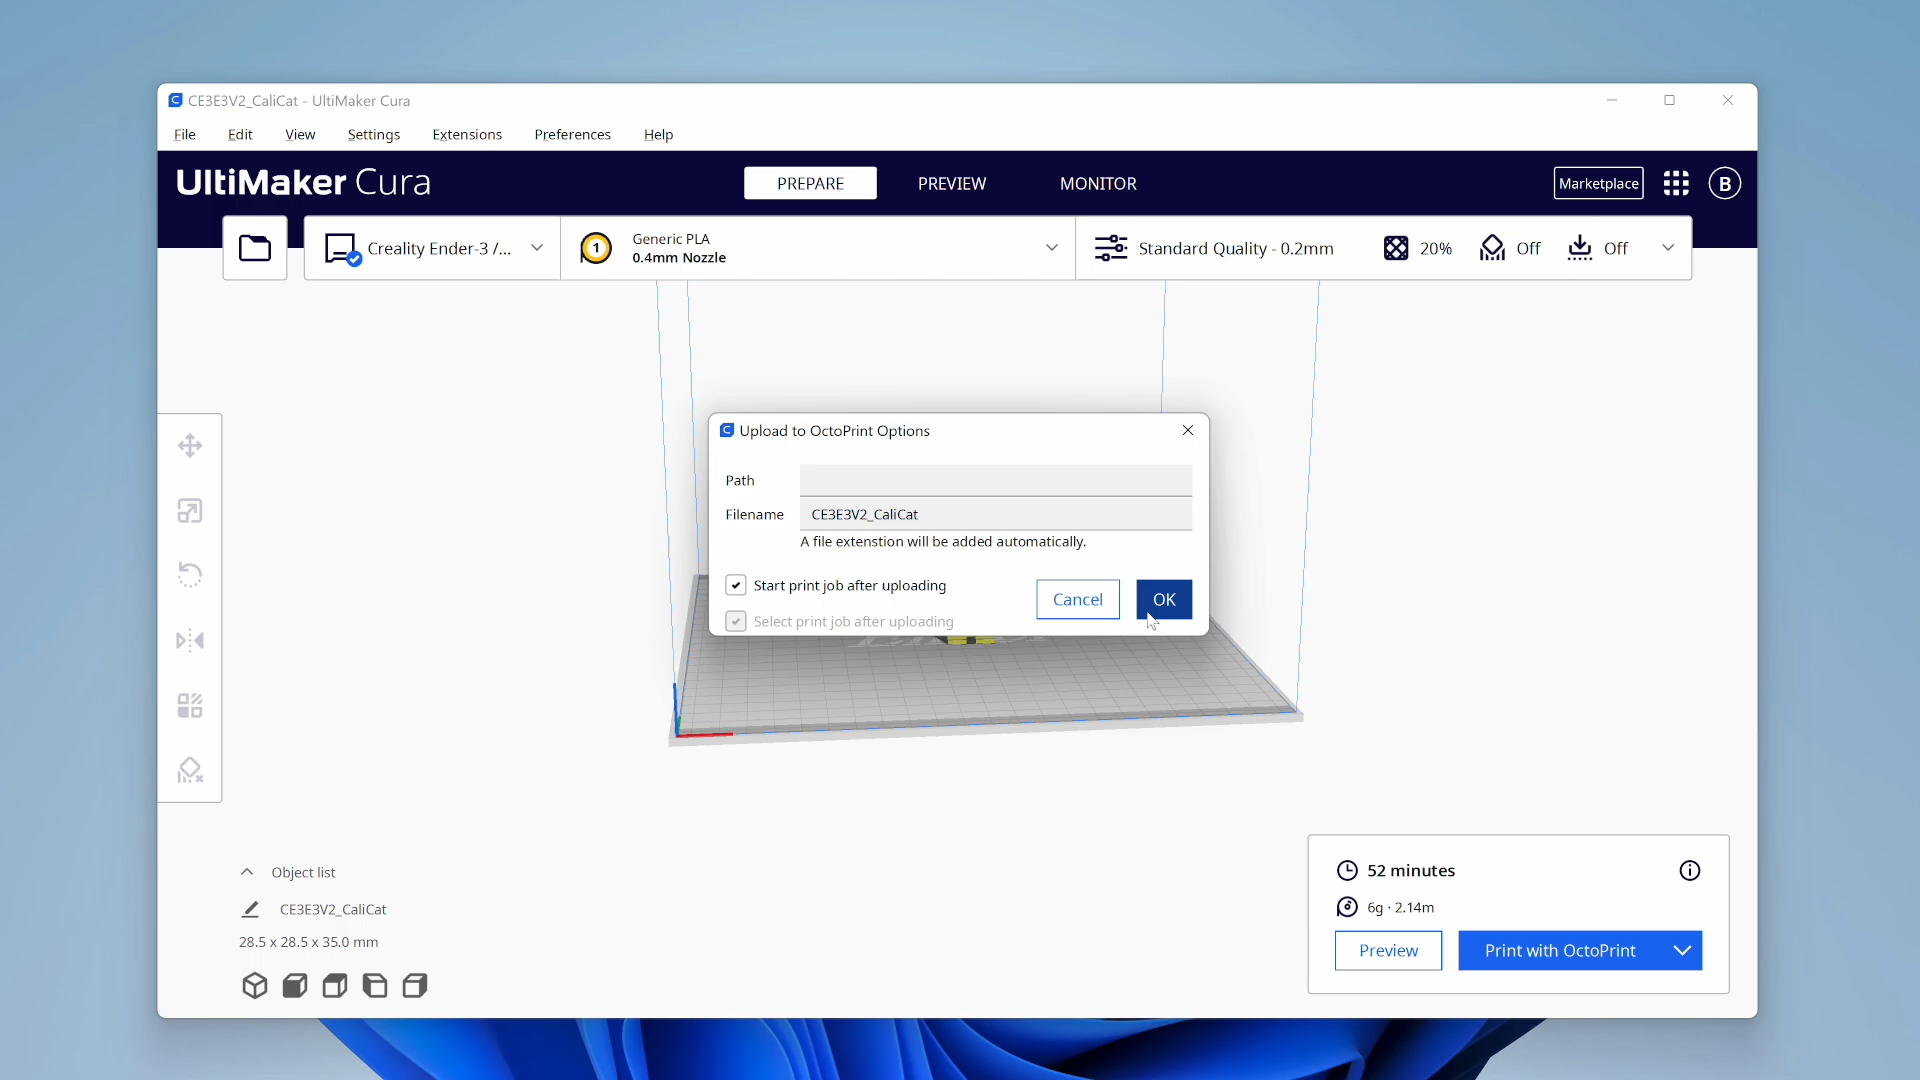 CE3E3V2_CaliCat - UltiMaker Cura
File Edit View Settings Extensions Preferences Help
UltiMaker Cura
PREPARE PREVIEW MONITOR
Marketplace
B
Creality Ender-3 /...
1
Generic PLA
0.4mm Nozzle
Standard Quality - 0.2mm
20%
Off
Off
Upload to OctoPrint Options
Path
Filename CE3E3V2_CaliCat
A file extenstion will be added automatically.
Start print job after uploading
Select print job after uploading
Cancel
OK
Object list
CE3E3V2_CaliCat
28.5 x 28.5 x 35.0 mm
52 minutes
6g · 2.14m
Preview
Print with OctoPrint